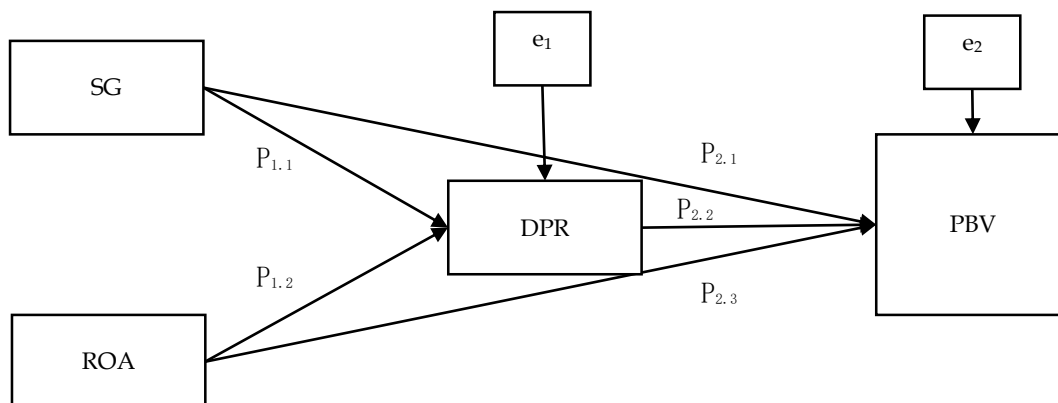 e₁
e₂
SG
P₁.₁
P₂.₁
P₂.₂
DPR
PBV
P₁.₂
P₂.₃
ROA